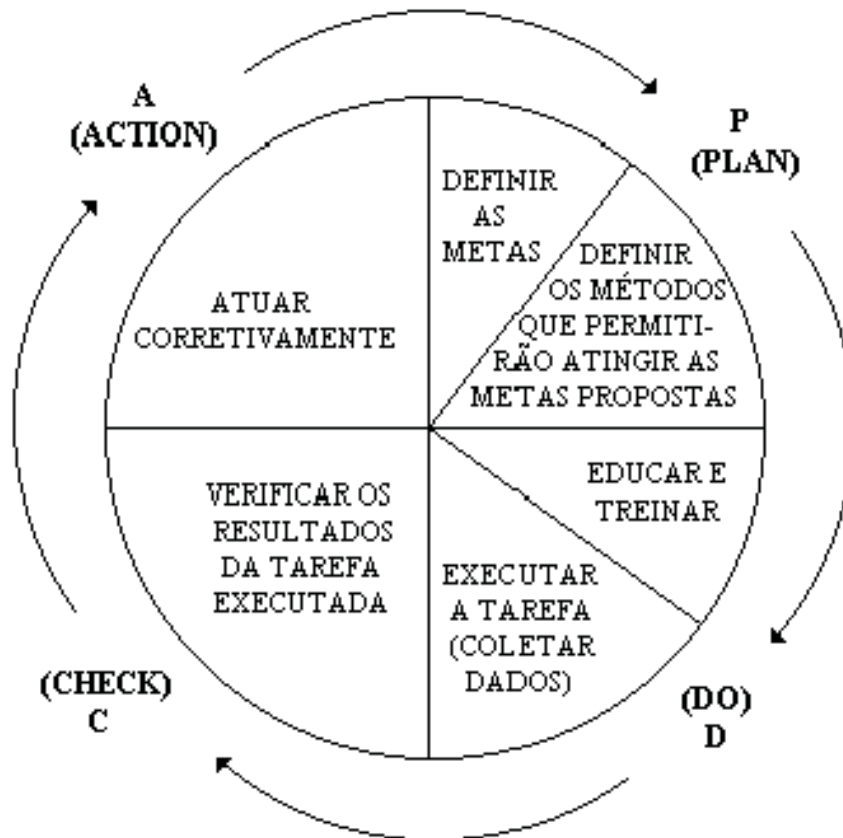 A
(ACTION)
P
(PLAN)
DEFINIR
AS
METAS
DEFINIR
OS MÉTODOS
QUE PERMITI-
RÃO ATINGIR AS
METAS PROPOSTAS
EDUCAR E
TREINAR
EXECUTAR
A TAREFA
(COLETAR
DADOS)
(DO)
D
VERIFICAR OS
RESULTADOS
DA TAREFA
EXECUTADA
(CHECK)
C
ATUAR
CORRETIVAMENTE